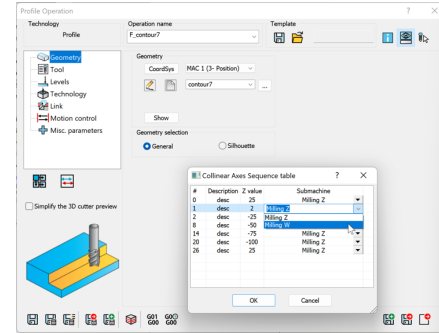 Profile Operation
? ×
Technology
Profile
Operation name
F_contour7
Template
Geometry
Tool
Levels
Technology
Link
Motion control
Misc. parameters
Geometry
CoordSys
MAC 1 (3- Position)
contour7
...
Show
Geometry selection
General
Silhouette
Simplify the 3D cutter preview
Collinear Axes Sequence table
? ×
# Description Z value Submachine
0 desc 25 Milling Z
1 desc 2 Milling Z
2 desc -25 Milling Z
8 desc -50 Milling W
14 desc -75 Milling Z
20 desc -100 Milling Z
26 desc 25 Milling Z
OK
Cancel
G01
G00
G00